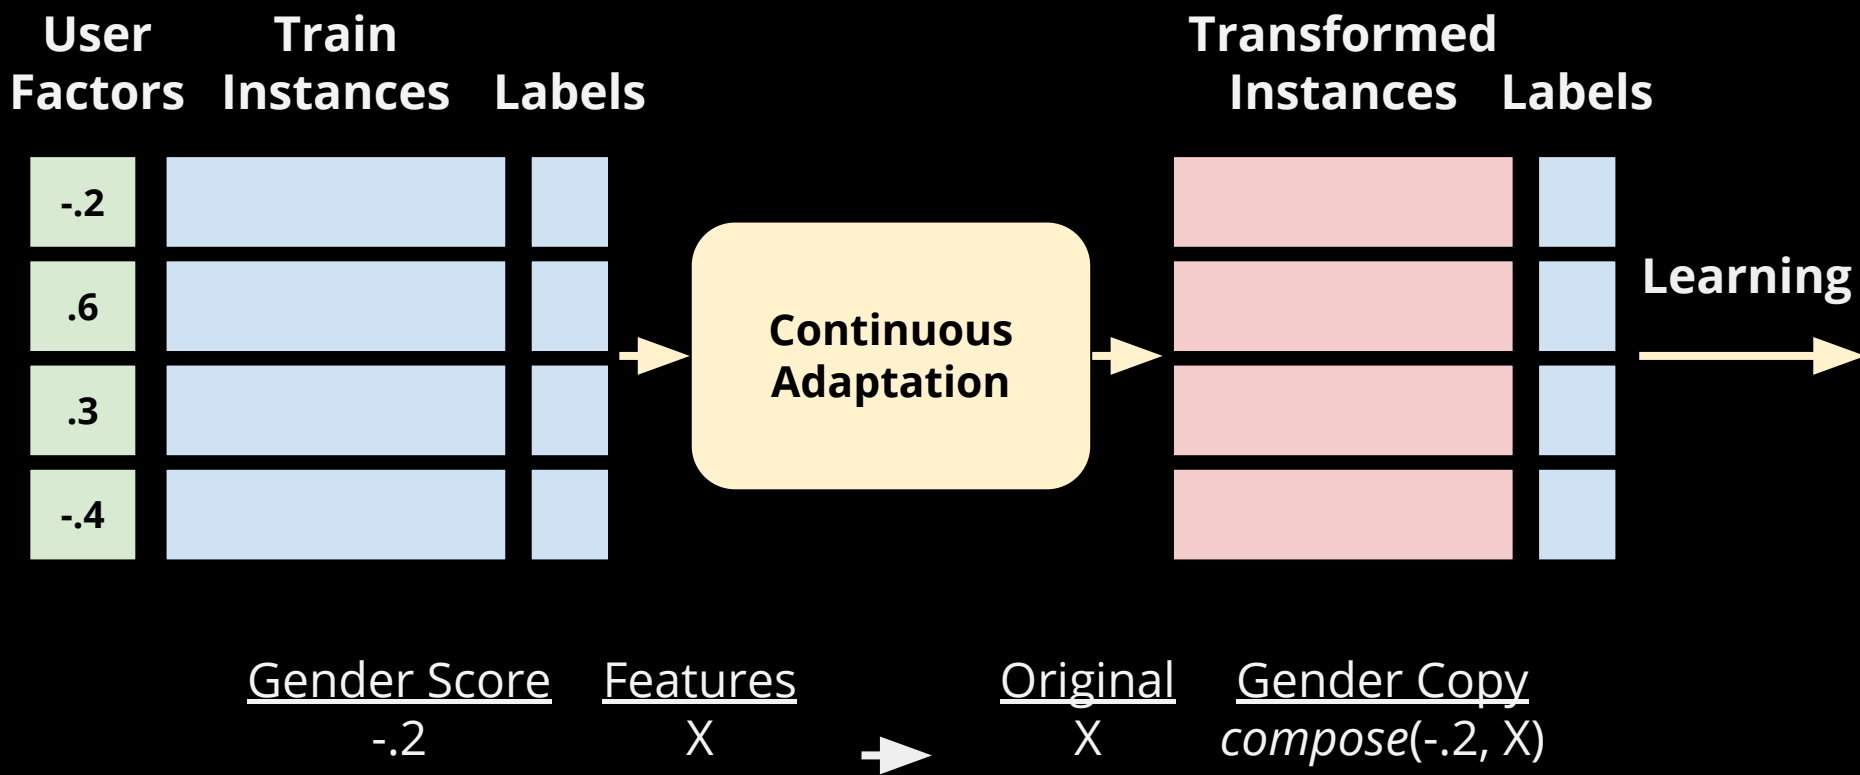 User
Factors
Train
Instances
Labels
Transformed
Instances
Labels
-.2
.6
.3
-.4
Continuous
Adaptation
Learning
Gender Score Features Original Gender Copy
-.2 X X compose(-.2, X)